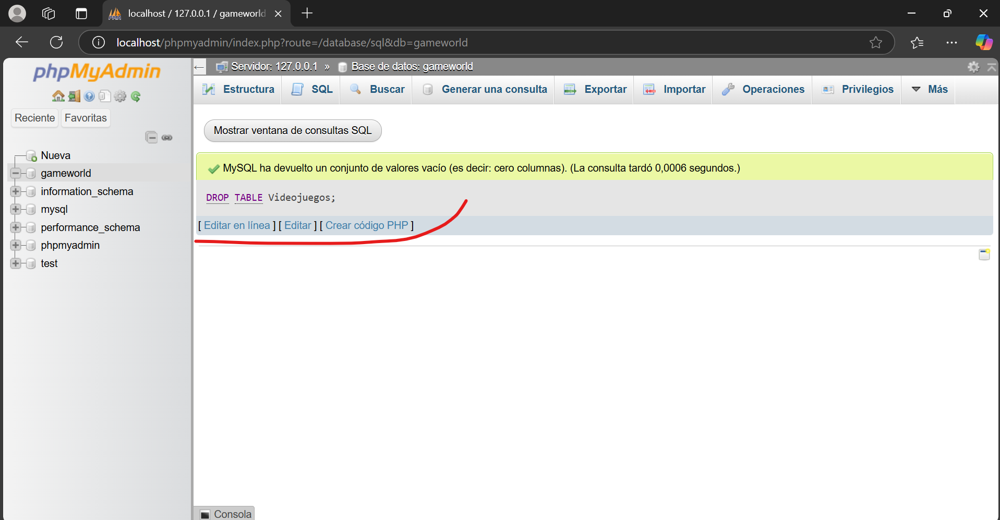 localhost / 127.0.0.1 / gameworld
localhost/phpmyadmin/index.php?route=/database/sql&db=gameworld
phpMyAdmin
Reciente
Favoritas
Nueva
gameworld
information_schema
mysql
performance_schema
phpmyadmin
test
Servidor: 127.0.0.1 » Base de datos: gameworld
Estructura SQL Buscar Generar una consulta Exportar Importar Operaciones Privilegios Más
Mostrar ventana de consultas SQL
MySQL ha devuelto un conjunto de valores vacío (es decir: cero columnas). (La consulta tardó 0,0006 segundos.)
DROP TABLE Videojuegos;
[ Editar en línea ] [ Editar ] [ Crear código PHP ]
Consola